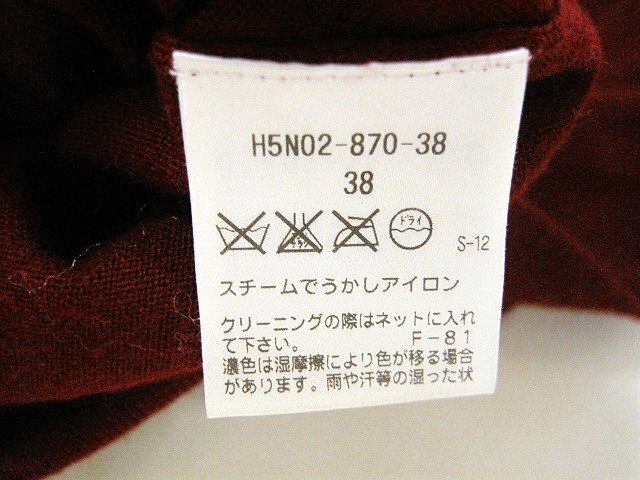 H5N02-870-38
38
ドライ
S-12
スチームでうかしアイロン
クリーニングの際はネットに入れ
て下さい。 F-81
濃色は湿摩擦により色が移る場合
があります。雨や汗等の湿った状